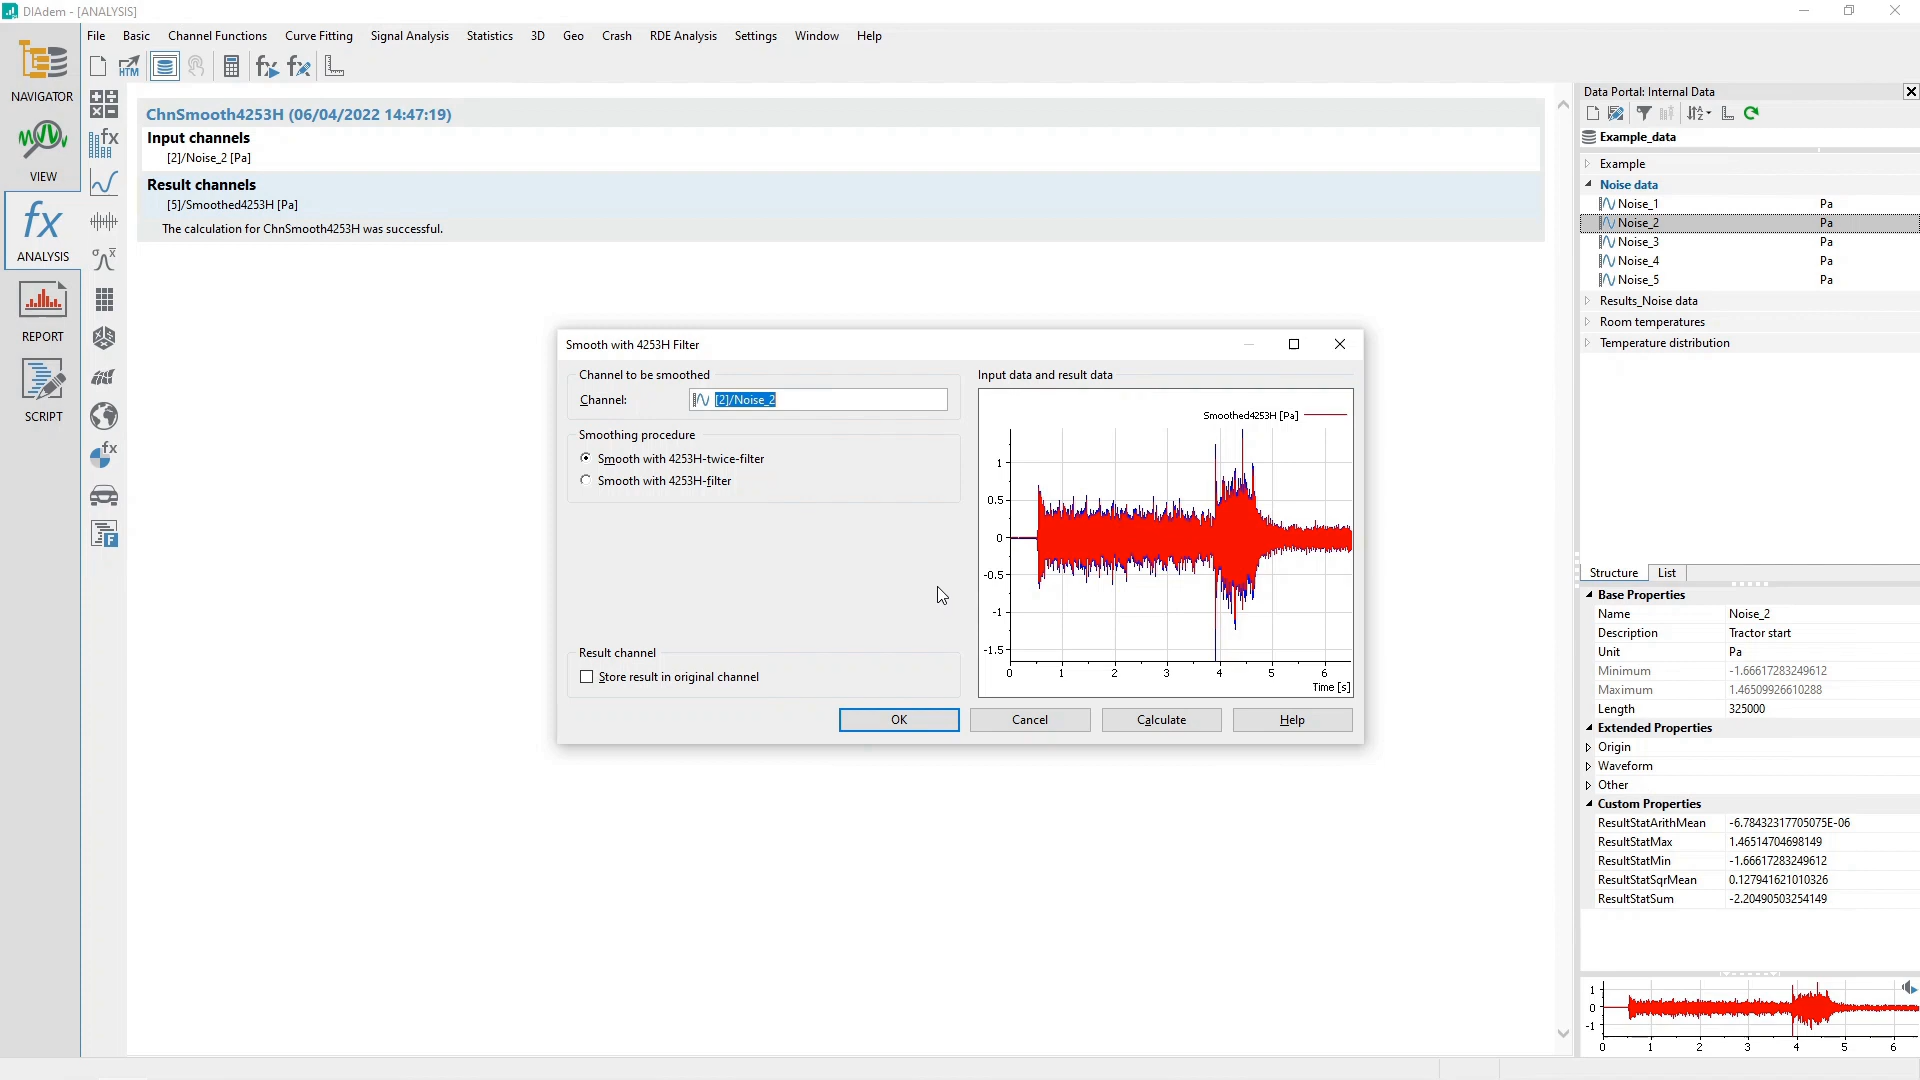 DIAdem - [ANALYSIS]
File Basic Channel Functions Curve Fitting Signal Analysis Statistics 3D Geo Crash RDE Analysis Settings Window Help
NAVIGATOR
VIEW
fx
ANALYSIS
REPORT
SCRIPT
ChnSmooth4253H (06/04/2022 14:47:19)
Input channels
[2]/Noise_2 [Pa]
Result channels
[5]/Smoothed4253H [Pa]
The calculation for ChnSmooth4253H was successful.
Smooth with 4253H Filter
Channel to be smoothed
Channel: [2]/Noise_2
Smoothing procedure
Smooth with 4253H-twice-filter
Smooth with 4253H-filter
Result channel
Store result in original channel
Input data and result data
Smoothed4253H [Pa]
1
0.5
0
-0.5
-1
-1.5
0 1 2 3 4 5 6
Time [s]
OK Cancel Calculate Help
Data Portal: Internal Data
Example_data
Example
Noise data
Noise_1 Pa
Noise_2 Pa
Noise_3 Pa
Noise_4 Pa
Noise_5 Pa
Results_Noise data
Room temperatures
Temperature distribution
Structure List
Base Properties
Name Noise_2
Description Tractor start
Unit Pa
Minimum -1.66617283249612
Maximum 1.46509926610288
Length 325000
Extended Properties
Origin
Waveform
Other
Custom Properties
ResultStatArithMean -6.78432317705075E-06
ResultStatMax 1.46514704698149
ResultStatMin -1.66617283249612
ResultStatSqrMean 0.127941621010326
ResultStatSum -2.20490503254149
1
0
-1
0 1 2 3 4 5 6